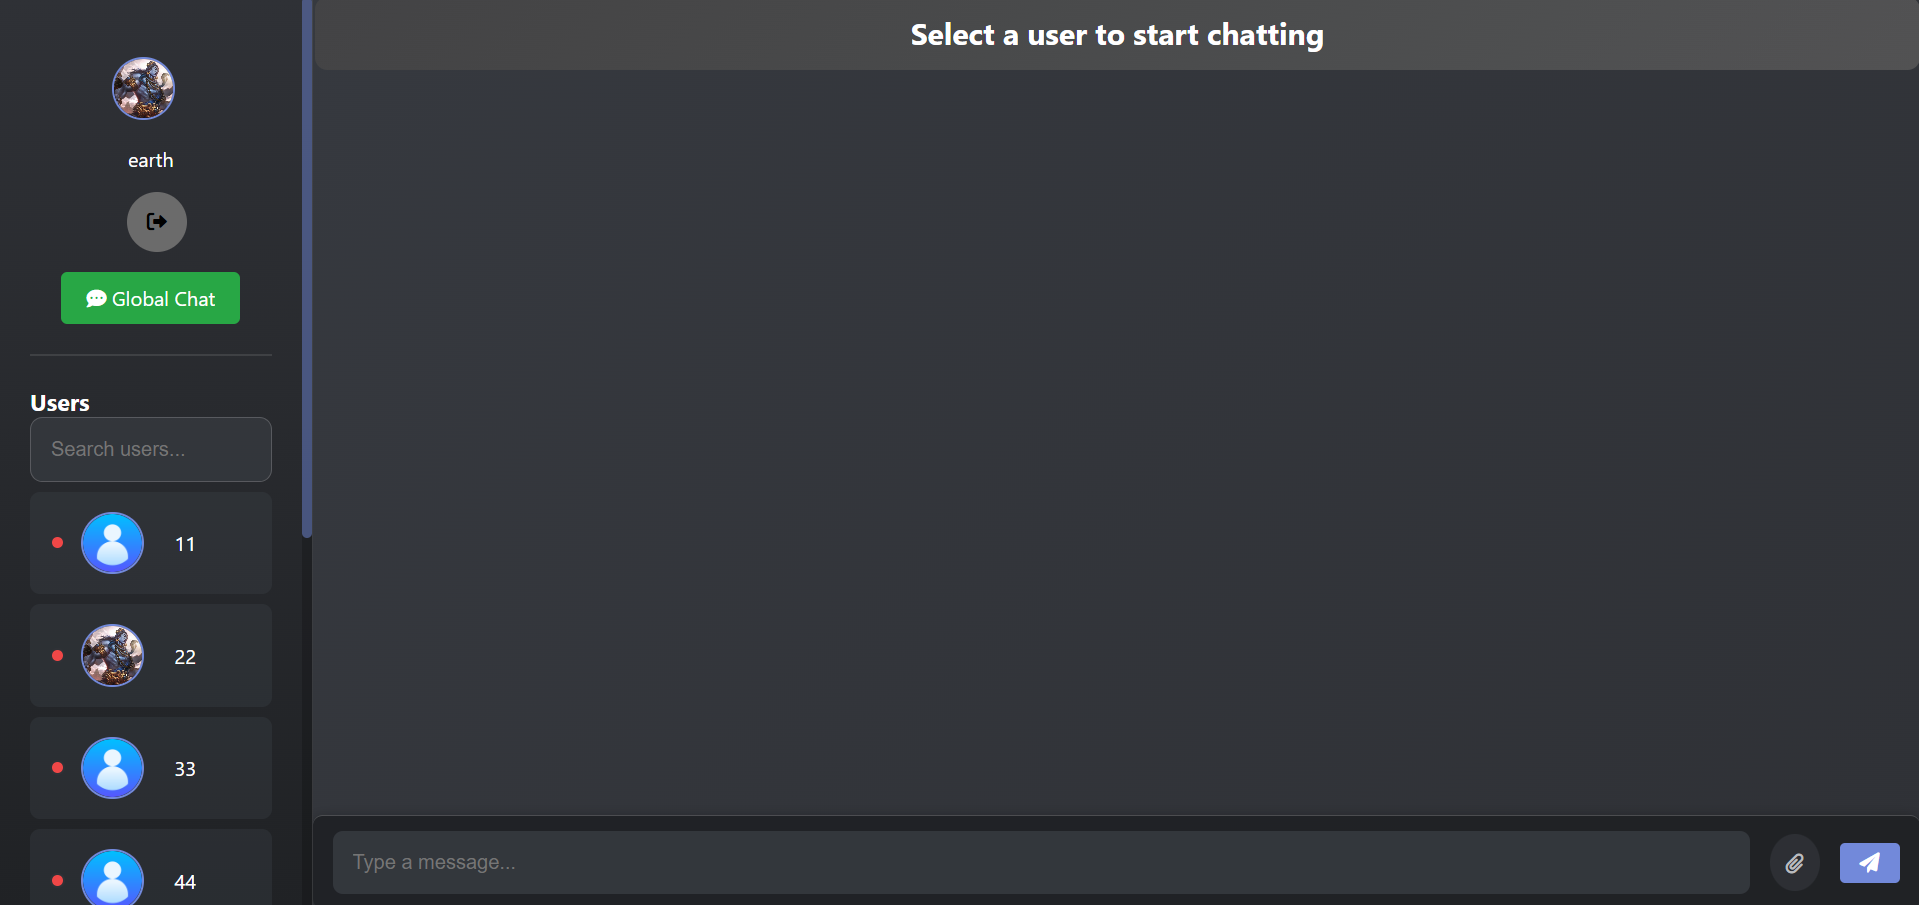 Select a user to start chatting
earth
Global Chat
Users
Search users...
11
22
33
44
Type a message...